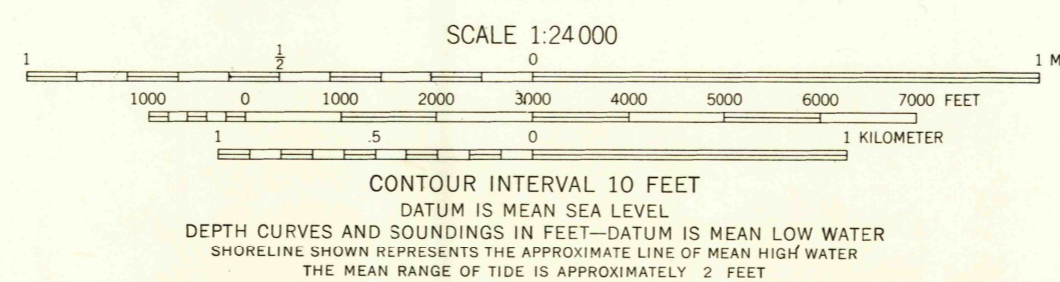 SCALE 1:24000
1 ½ 0 1 M
1000 0 1000 2000 3000 4000 5000 6000 7000 FEET
1 .5 0 1 KILOMETER
CONTOUR INTERVAL 10 FEET
DATUM IS MEAN SEA LEVEL
DEPTH CURVES AND SOUNDINGS IN FEET—DATUM IS MEAN LOW WATER
SHORELINE SHOWN REPRESENTS THE APPROXIMATE LINE OF MEAN HIGH WATER
THE MEAN RANGE OF TIDE IS APPROXIMATELY 2 FEET